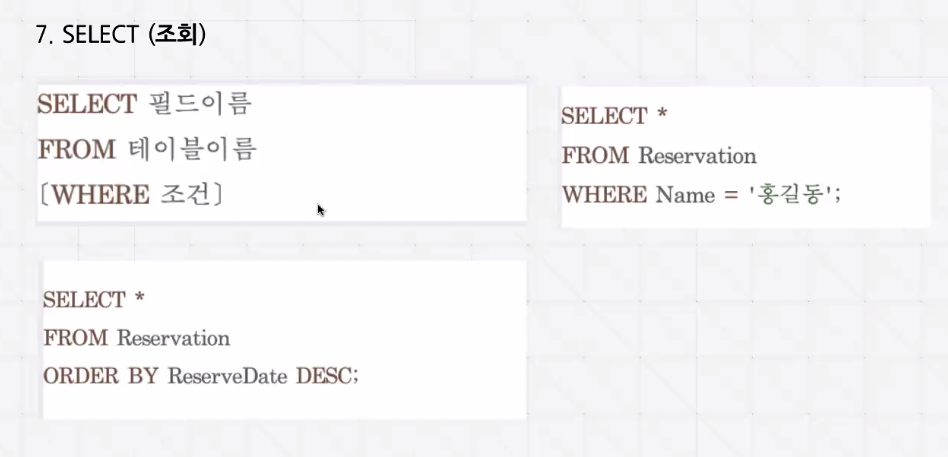 7. SELECT (조회)
SELECT 필드이름
FROM 테이블이름
[WHERE 조건]
SELECT *
FROM Reservation
WHERE Name = '홍길동';
SELECT *
FROM Reservation
ORDER BY ReserveDate DESC;